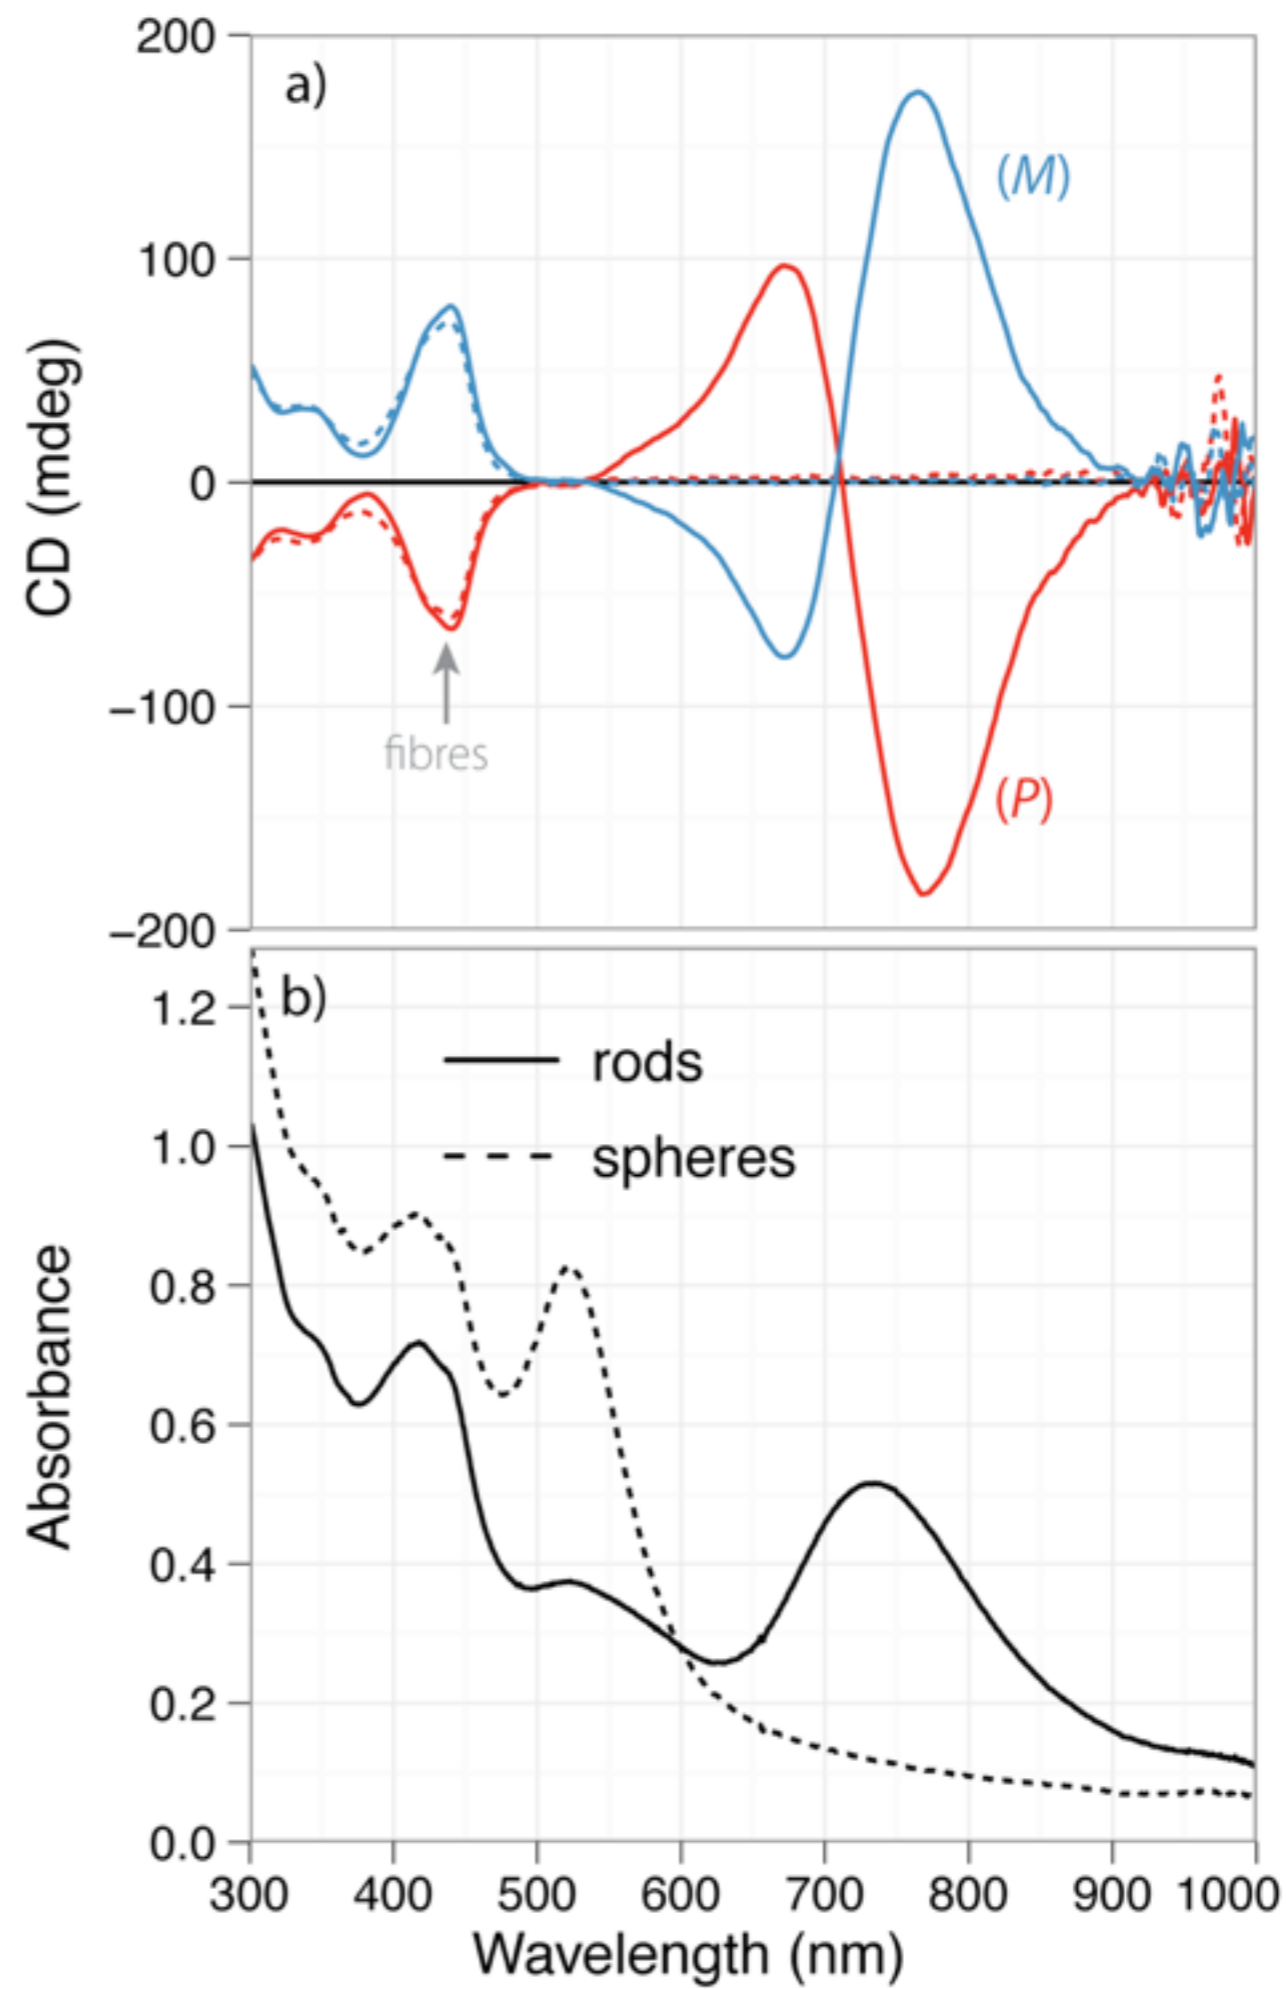 200
a)
(M)
100
CD (mdeg)
0
−100
fibres
(P)
−200
b)
1.2
rods
1.0
spheres
0.8
Absorbance
0.6
0.4
0.2
0.0
300 400 500 600 700 800 900 1000
Wavelength (nm)